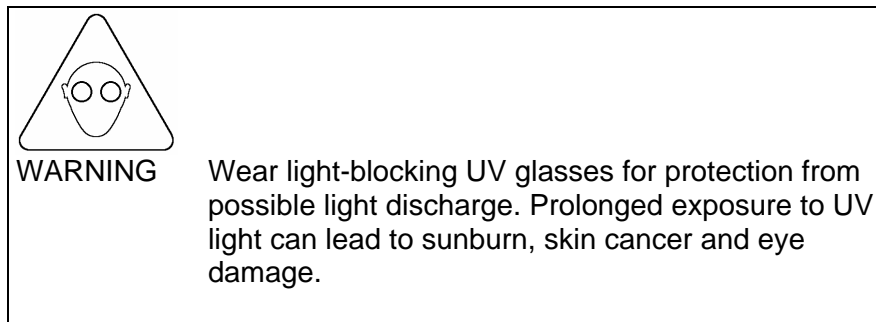 WARNING
Wear light-blocking UV glasses for protection from
possible light discharge. Prolonged exposure to UV
light can lead to sunburn, skin cancer and eye
damage.